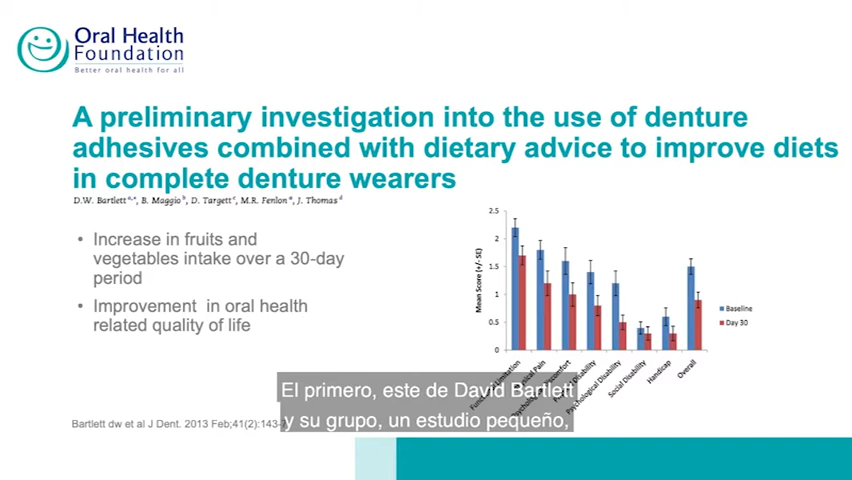 Oral Health
Foundation
Better oral health for all
A preliminary investigation into the use of denture
adhesives combined with dietary advice to improve diets
in complete denture wearers
D.W. Bartlett a,*, B. Maggio b, D. Targett c, M.R. Fenlon a, J. Thomas d
• Increase in fruits and
vegetables intake over a 30-day
period
• Improvement in oral health
related quality of life
2.5
2
1.5
1
0.5
0
Mean Score (+/- SE)
Social Disability
Handicap
Overall
Baseline
Day 30
El primero, este de David Bartlett
y su grupo, un estudio pequeño,
Bartlett dw et al J Dent. 2013 Feb;41(2):143-